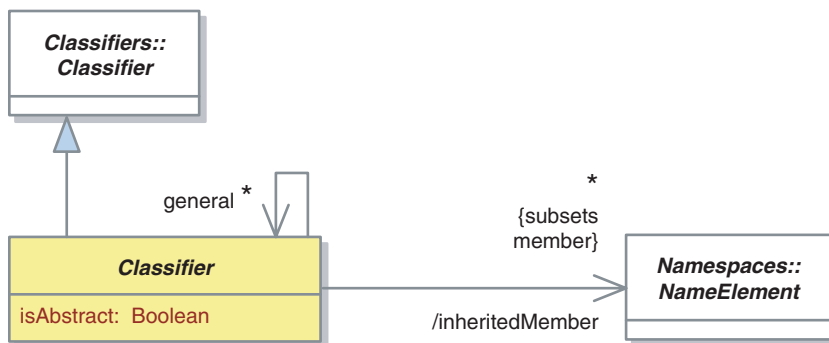 Classifiers::
Classifier
general *
*
{subsets
member}
Classifier
isAbstract: Boolean
Namespaces::
NameElement
/inheritedMember